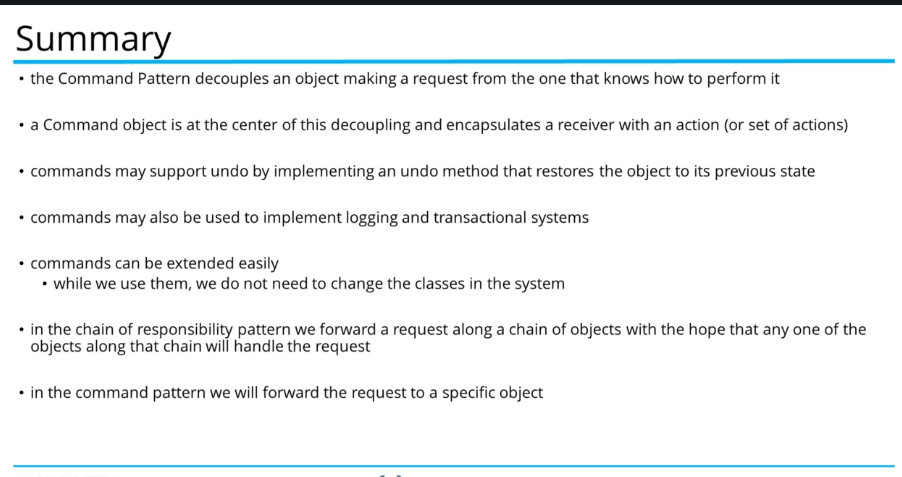 Summary
• the Command Pattern decouples an object making a request from the one that knows how to perform it
• a Command object is at the center of this decoupling and encapsulates a receiver with an action (or set of actions)
• commands may support undo by implementing an undo method that restores the object to its previous state
• commands may also be used to implement logging and transactional systems
• commands can be extended easily
• while we use them, we do not need to change the classes in the system
• in the chain of responsibility pattern we forward a request along a chain of objects with the hope that any one of the
objects along that chain will handle the request
• in the command pattern we will forward the request to a specific object